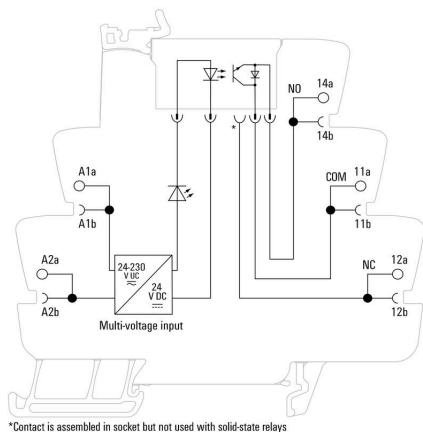 NO
14a
14b
*
A1a
A1b
COM
11a
11b
A2a
A2b
24-230
V UC
24
V DC
NC
12a
12b
Multi-voltage input
*Contact is assembled in socket but not used with solid-state relays